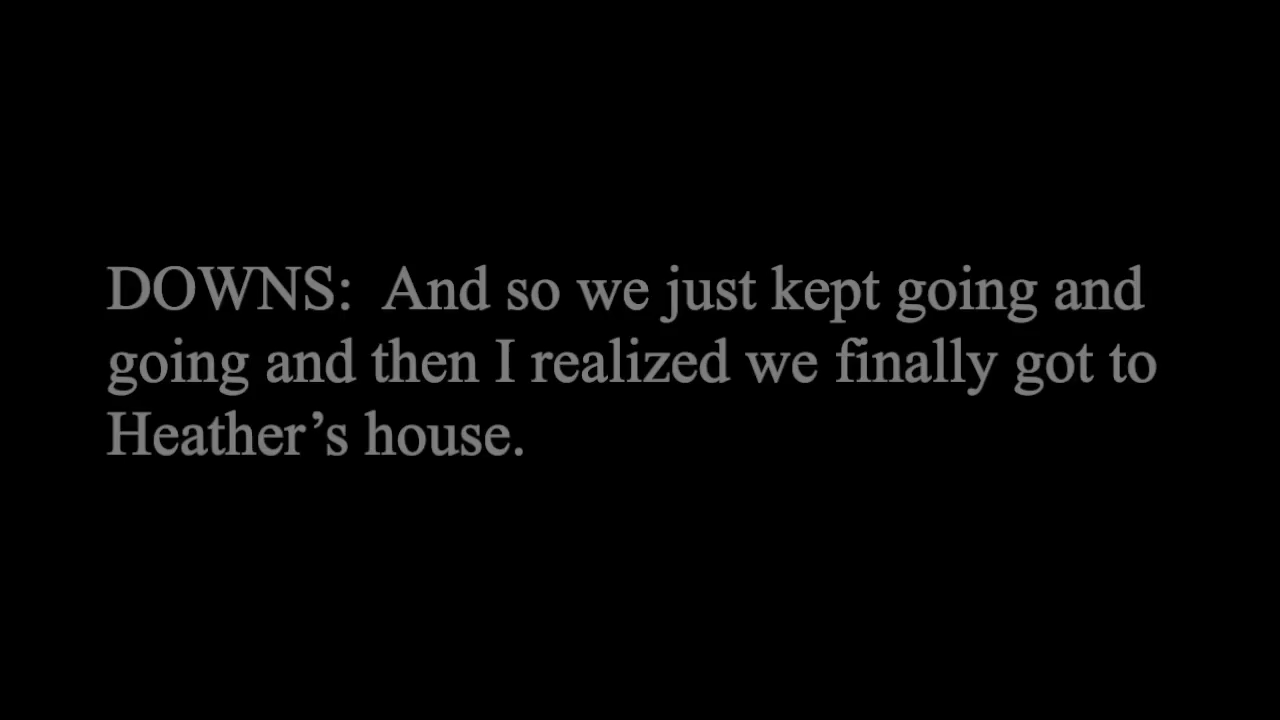 DOWNS:  And so we just kept going and
going and then I realized we finally got to
Heather’s house.